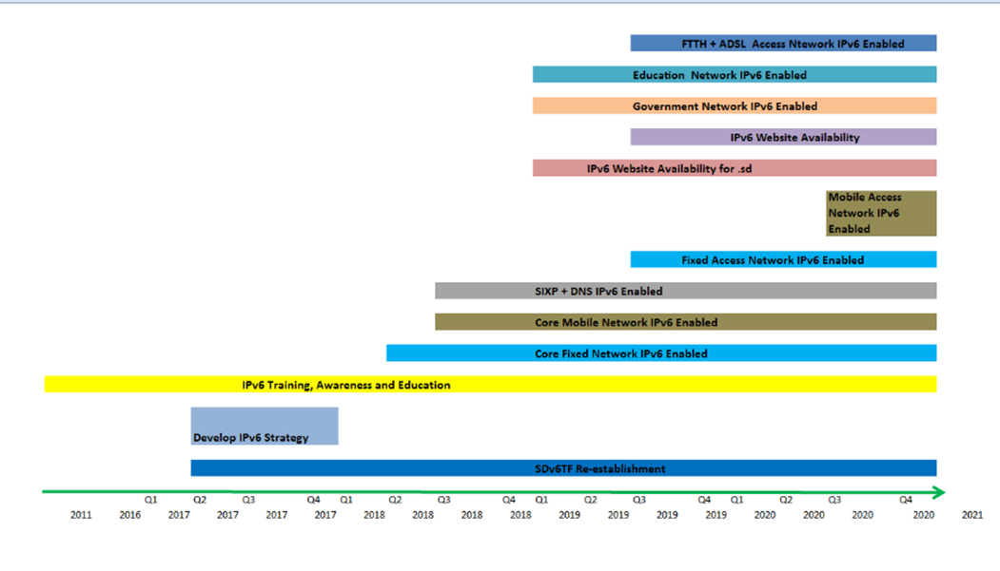 FTTH + ADSL Access Ntework IPv6 Enabled
Education Network IPv6 Enabled
Government Network IPv6 Enabled
IPv6 Website Availability
IPv6 Website Availability for .sd
Mobile Access
Network IPv6
Enabled
Fixed Access Network IPv6 Enabled
SIXP + DNS IPv6 Enabled
Core Mobile Network IPv6 Enabled
Core Fixed Network IPv6 Enabled
IPv6 Training, Awareness and Education
Develop IPv6 Strategy
SDv6TF Re-establishment
Q1 Q2 Q3 Q4 Q1 Q2 Q3 Q4 Q1 Q2 Q3 Q4 Q1 Q2 Q3 Q4
2011 2016 2017 2017 2017 2017 2018 2018 2018 2018 2019 2019 2019 2019 2020 2020 2020 2020 2021